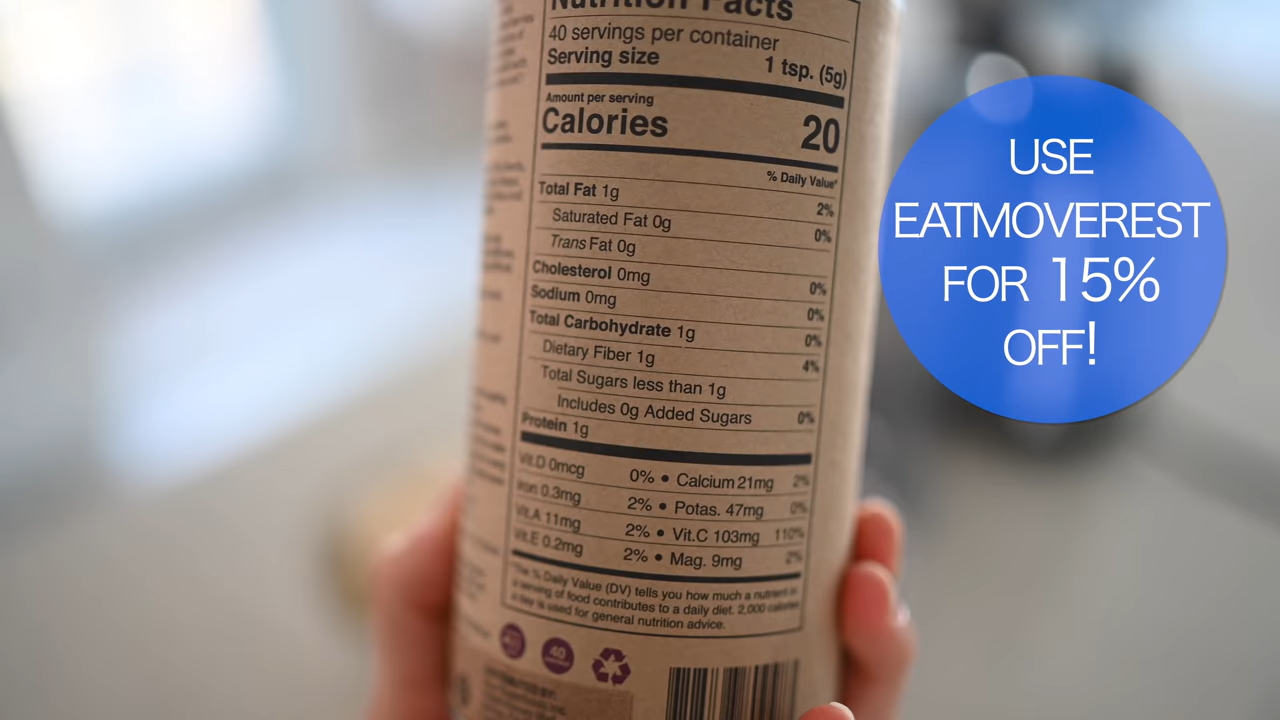 Nutrition Facts
40 servings per container
Serving size 1 tsp. (5g)
Amount per serving
Calories 20
% Daily Value*
Total Fat 1g 2%
Saturated Fat 0g 0%
Trans Fat 0g
Cholesterol 0mg 0%
Sodium 0mg 0%
Total Carbohydrate 1g 0%
Dietary Fiber 1g 4%
Total Sugars less than 1g
Includes 0g Added Sugars 0%
Protein 1g
Vit.D 0mcg 0% • Calcium 21mg 2%
Iron 0.3mg 2% • Potas. 47mg 0%
Vit.A 11mg 2% • Vit.C 103mg 110%
Vit.E 0.2mg 2% • Mag. 9mg 2%
*The % Daily Value (DV) tells you how much a nutrient in
a serving of food contributes to a daily diet. 2,000 calories
a day is used for general nutrition advice.
40
USE
EATMOVEREST
FOR 15%
OFF!